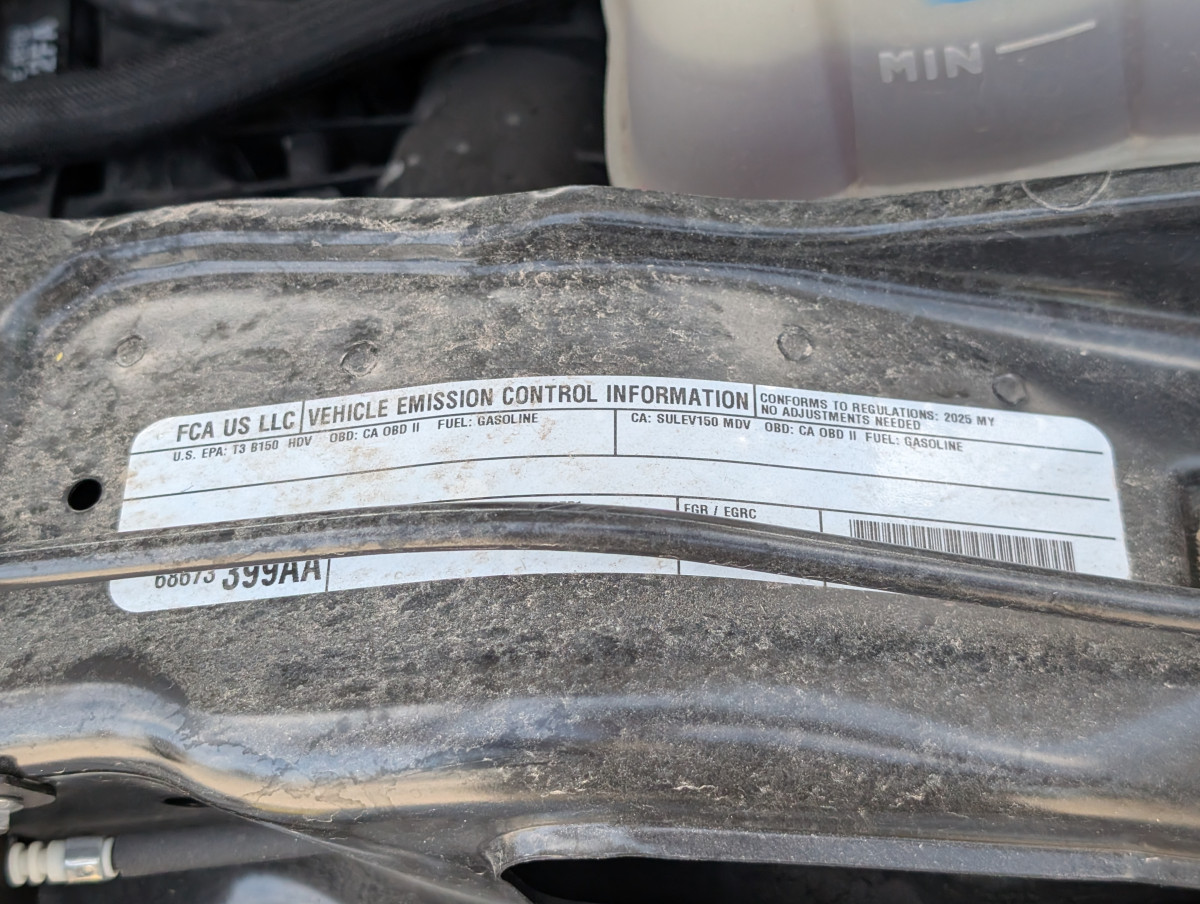 MIN
FCA US LLC
VEHICLE EMISSION CONTROL INFORMATION
CONFORMS TO REGULATIONS: 2025 MY
NO ADJUSTMENTS NEEDED
U.S. EPA: T3 B150 HDV OBD: CA OBD II FUEL: GASOLINE
CA: SULEV150 MDV OBD: CA OBD II FUEL: GASOLINE
EGR / EGRC
68673 399AA